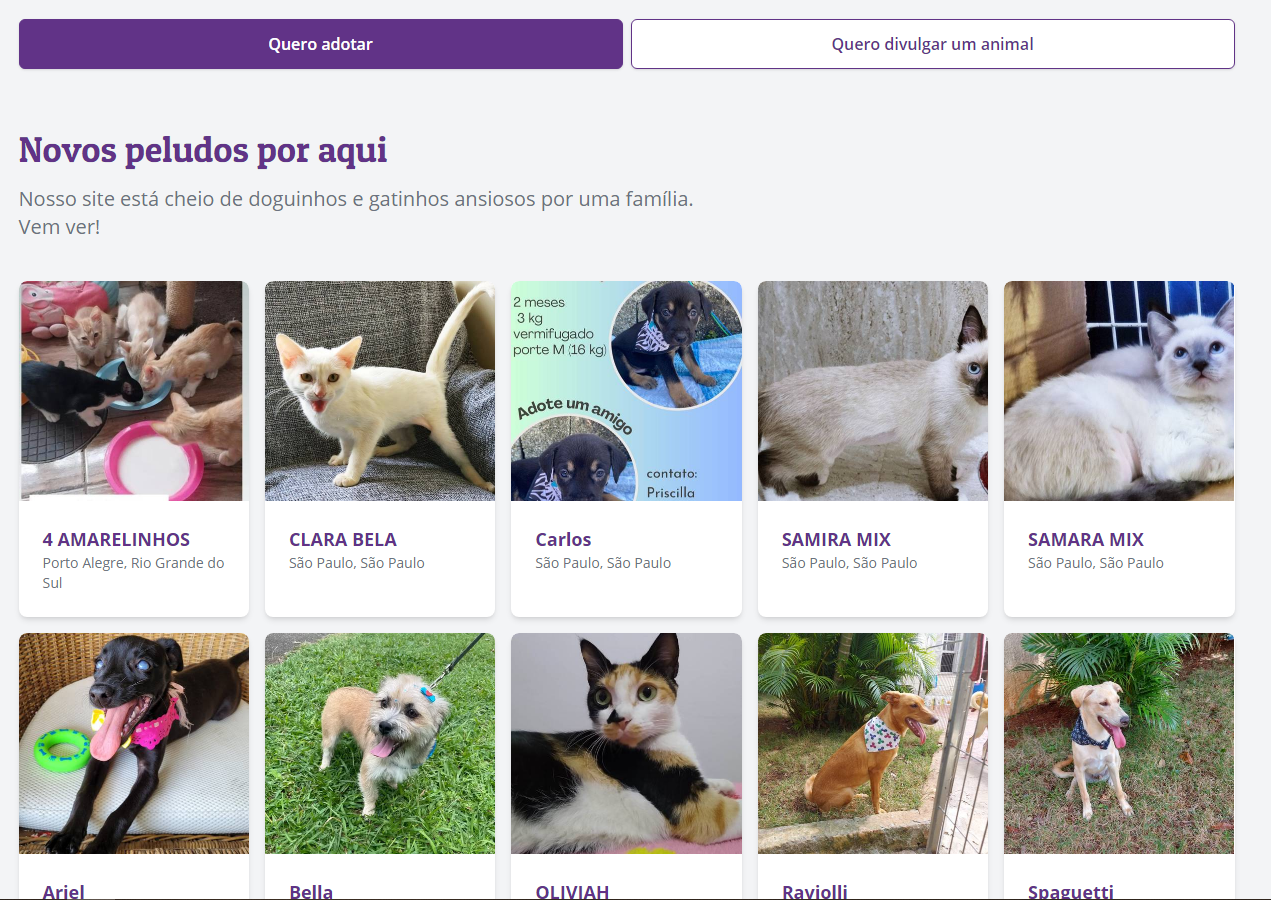 Quero adotar
Quero divulgar um animal
Novos peludos por aqui
Nosso site está cheio de doguinhos e gatinhos ansiosos por uma família.
Vem ver!
2 meses
3 kg
vermifugado
porte M (16 kg)
Adote um amigo
contato:
Priscilla
4 AMARELINHOS
Porto Alegre, Rio Grande do
Sul
CLARA BELA
São Paulo, São Paulo
Carlos
São Paulo, São Paulo
SAMIRA MIX
São Paulo, São Paulo
SAMARA MIX
São Paulo, São Paulo
Ariel
Bella
OLIVIAH
Raviolli
Spaguetti